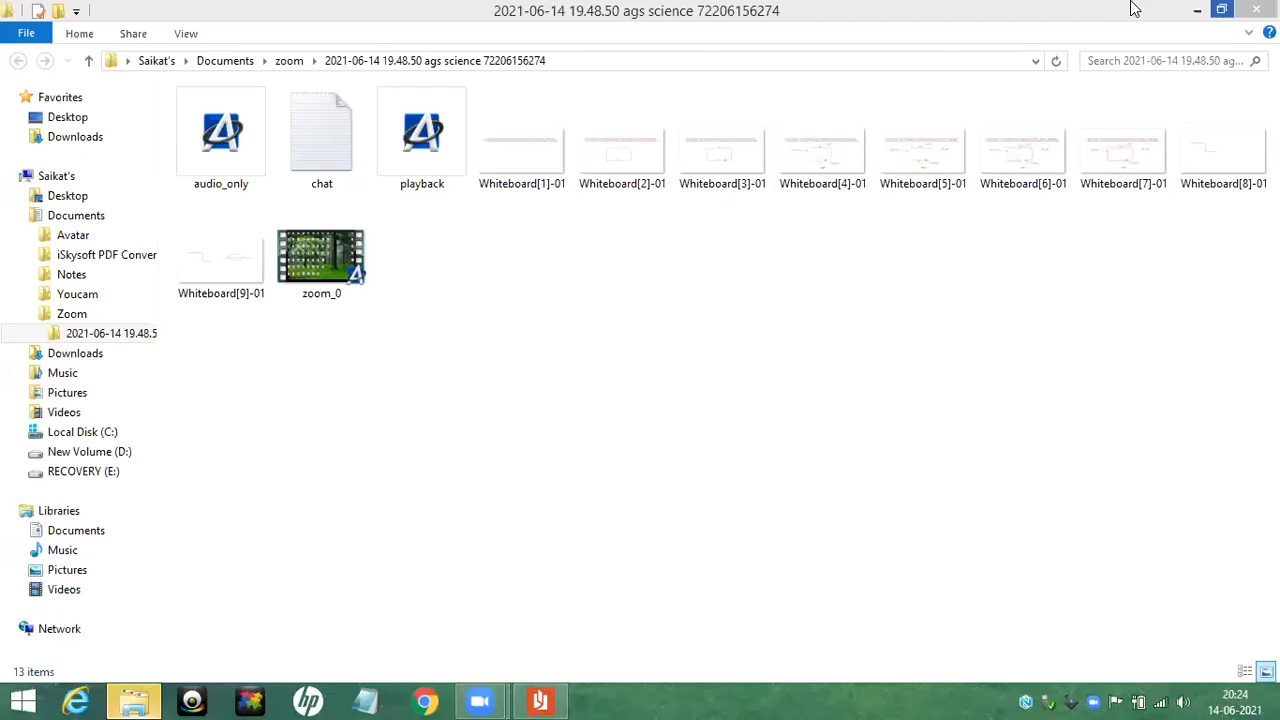 2021-06-14 19.48.50 ags science 72206156274
File Home Share View
Saikat's Documents zoom 2021-06-14 19.48.50 ags science 72206156274
Search 2021-06-14 19.48.50 ag...
Favorites
Desktop
Downloads
Saikat's
Desktop
Documents
Avatar
iSkysoft PDF Conver
Notes
Youcam
Zoom
2021-06-14 19.48.5
Downloads
Music
Pictures
Videos
Local Disk (C:)
New Volume (D:)
RECOVERY (E:)
Libraries
Documents
Music
Pictures
Videos
Network
audio_only chat playback Whiteboard[1]-01 Whiteboard[2]-01 Whiteboard[3]-01 Whiteboard[4]-01 Whiteboard[5]-01 Whiteboard[6]-01 Whiteboard[7]-01 Whiteboard[8]-01
Whiteboard[9]-01 zoom_0
13 items
20:24
14-06-2021